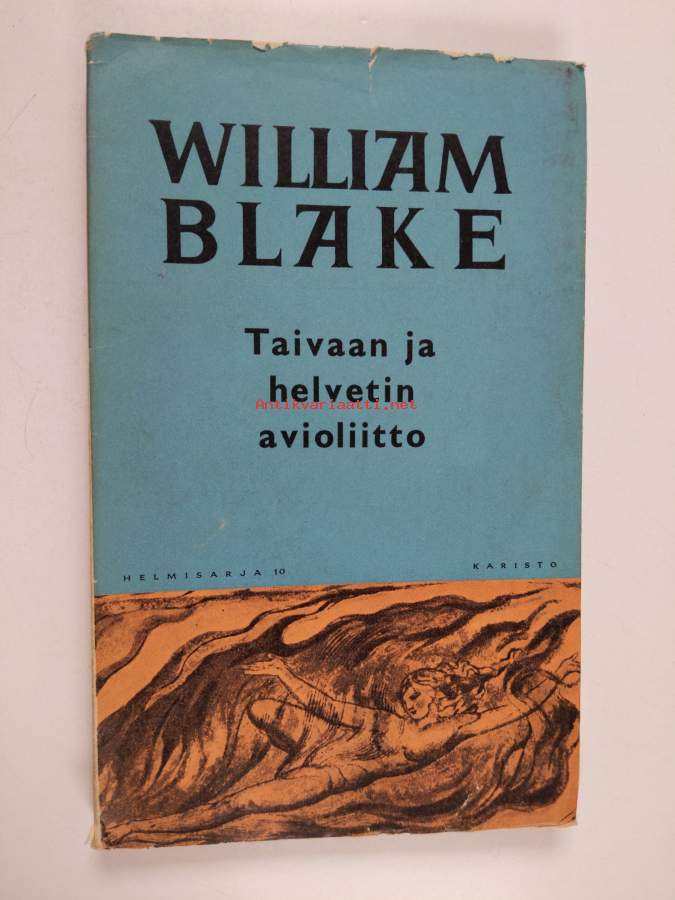 WILLIAM
BLAKE
Taivaan ja
helvetin
Antikvariaatti.net
avioliitto
HELMISARJA 10
KARISTO